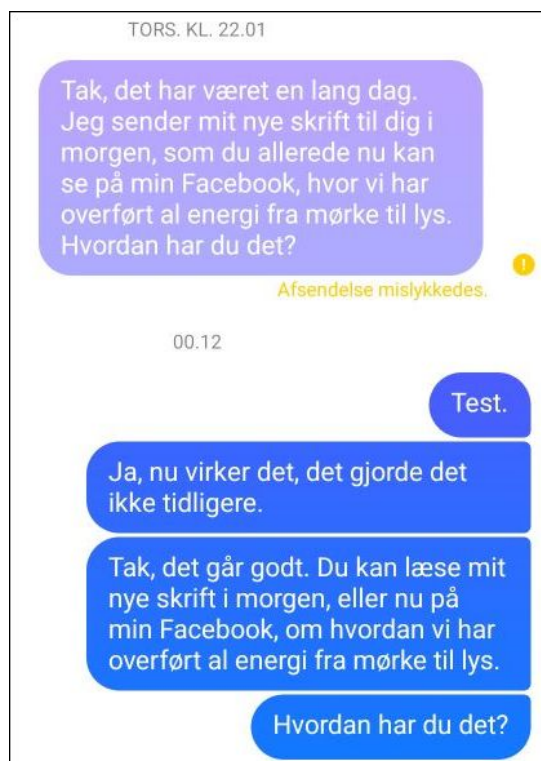 TORS. KL. 22.01
Tak, det har været en lang dag.
Jeg sender mit nye skrift til dig i
morgen, som du allerede nu kan
se på min Facebook, hvor vi har
overført al energi fra mørke til lys.
Hvordan har du det?
!
Afsendelse mislykkedes.
00.12
Test.
Ja, nu virker det, det gjorde det
ikke tidligere.
Tak, det går godt. Du kan læse mit
nye skrift i morgen, eller nu på
min Facebook, om hvordan vi har
overført al energi fra mørke til lys.
Hvordan har du det?